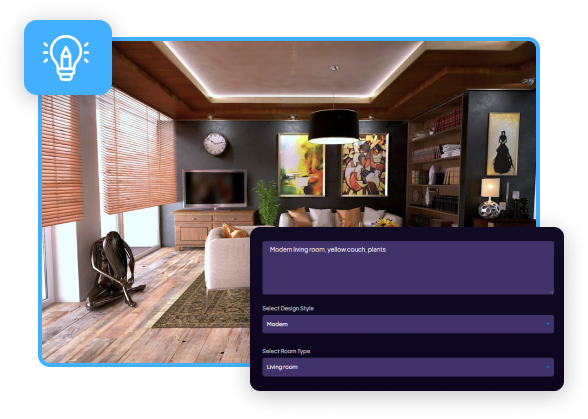 Modern living room, yellow couch, plants
Select Design Style
Modern
Select Room Type
Living room